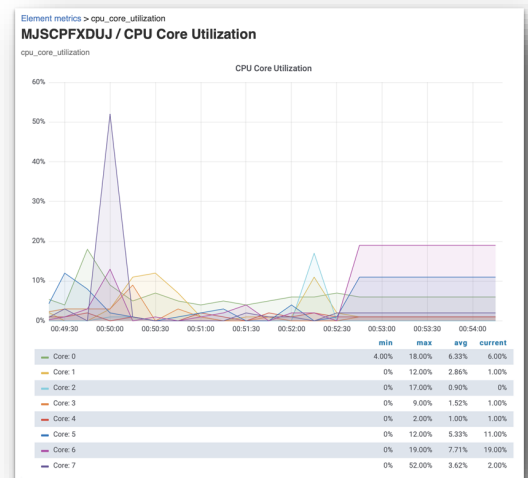 Element metrics > cpu_core_utilization
MJSCPFXDUJ / CPU Core Utilization
cpu_core_utilization
CPU Core Utilization
60%
50%
40%
30%
20%
10%
0%
00:49:30 00:50:00 00:50:30 00:51:00 00:51:30 00:52:00 00:52:30 00:53:00 00:53:30 00:54:00
min max avg current
Core: 0 4.00% 18.00% 6.33% 6.00%
Core: 1 0% 12.00% 2.86% 1.00%
Core: 2 0% 17.00% 0.90% 0%
Core: 3 0% 9.00% 1.52% 1.00%
Core: 4 0% 2.00% 1.00% 1.00%
Core: 5 0% 12.00% 5.33% 11.00%
Core: 6 0% 19.00% 7.71% 19.00%
Core: 7 0% 52.00% 3.62% 2.00%